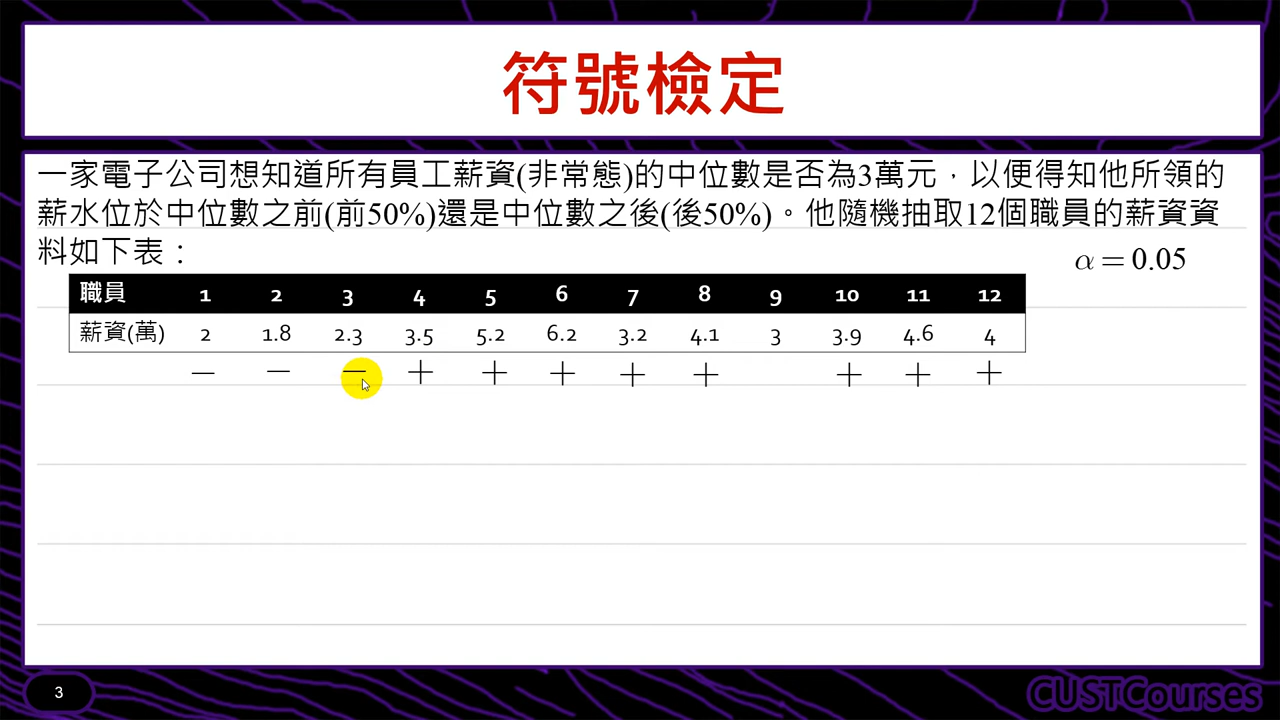 符號檢定
一家電子公司想知道所有員工薪資(非常態)的中位數是否為3萬元，以便得知他所領的
薪水位於中位數之前(前50%)還是中位數之後(後50%)。他隨機抽取12個職員的薪資資
料如下表：
α = 0.05
職員 1 2 3 4 5 6 7 8 9 10 11 12
薪資(萬) 2 1.8 2.3 3.5 5.2 6.2 3.2 4.1 3 3.9 4.6 4
− − − + + + + + + + +
3
CUSTCourses